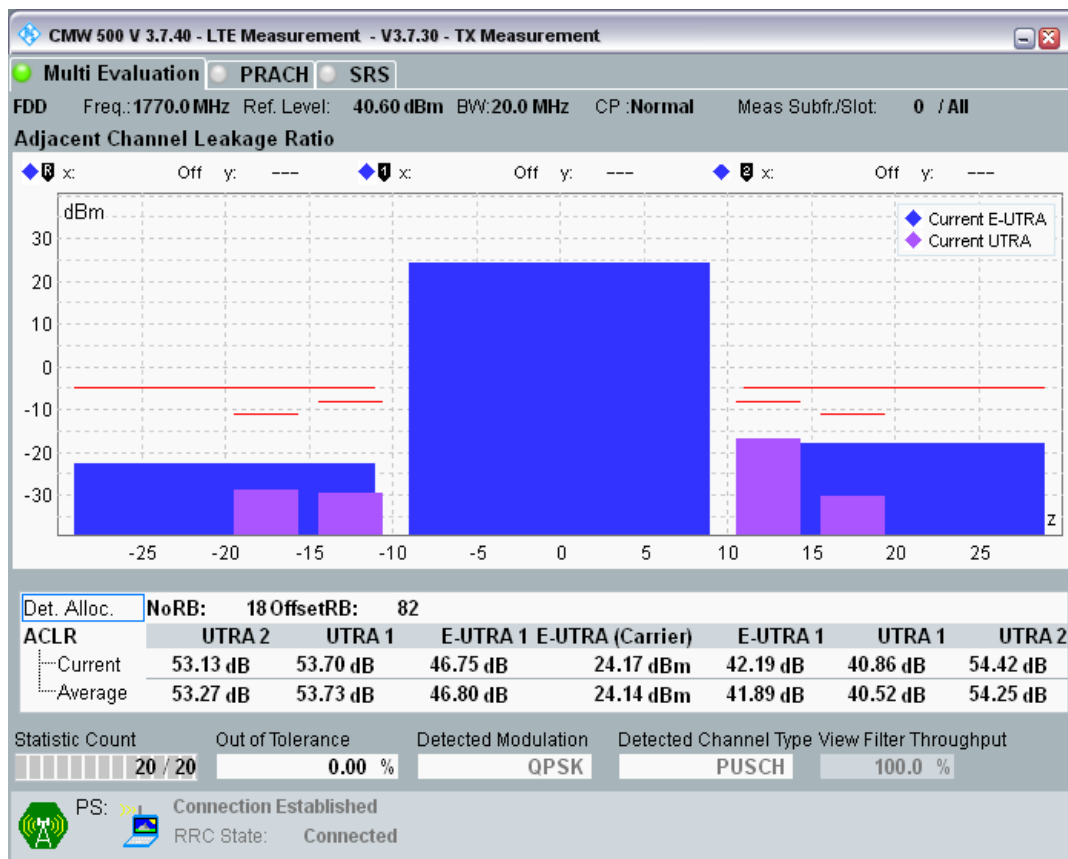 CMW 500 V 3.7.40 - LTE Measurement - V3.7.30 - TX Measurement
Multi Evaluation PRACH SRS
FDD Freq.:1770.0 MHz Ref. Level: 40.60 dBm BW:20.0 MHz CP :Normal Meas Subfr./Slot: 0 / All
Adjacent Channel Leakage Ratio
R x: Off y: --- 1 x: Off y: --- 2 x: Off y: ---
dBm
Current E-UTRA
Current UTRA
30
20
10
0
-10
-20
-30
z
-25 -20 -15 -10 -5 0 5 10 15 20 25
Det. Alloc. NoRB: 18 OffsetRB: 82
ACLR UTRA 2 UTRA 1 E-UTRA 1 E-UTRA (Carrier) E-UTRA 1 UTRA 1 UTRA 2
Current 53.13 dB 53.70 dB 46.75 dB 24.17 dBm 42.19 dB 40.86 dB 54.42 dB
Average 53.27 dB 53.73 dB 46.80 dB 24.14 dBm 41.89 dB 40.52 dB 54.25 dB
Statistic Count Out of Tolerance Detected Modulation Detected Channel Type View Filter Throughput
20 / 20 0.00 % QPSK PUSCH 100.0 %
PS: Connection Established
RRC State: Connected